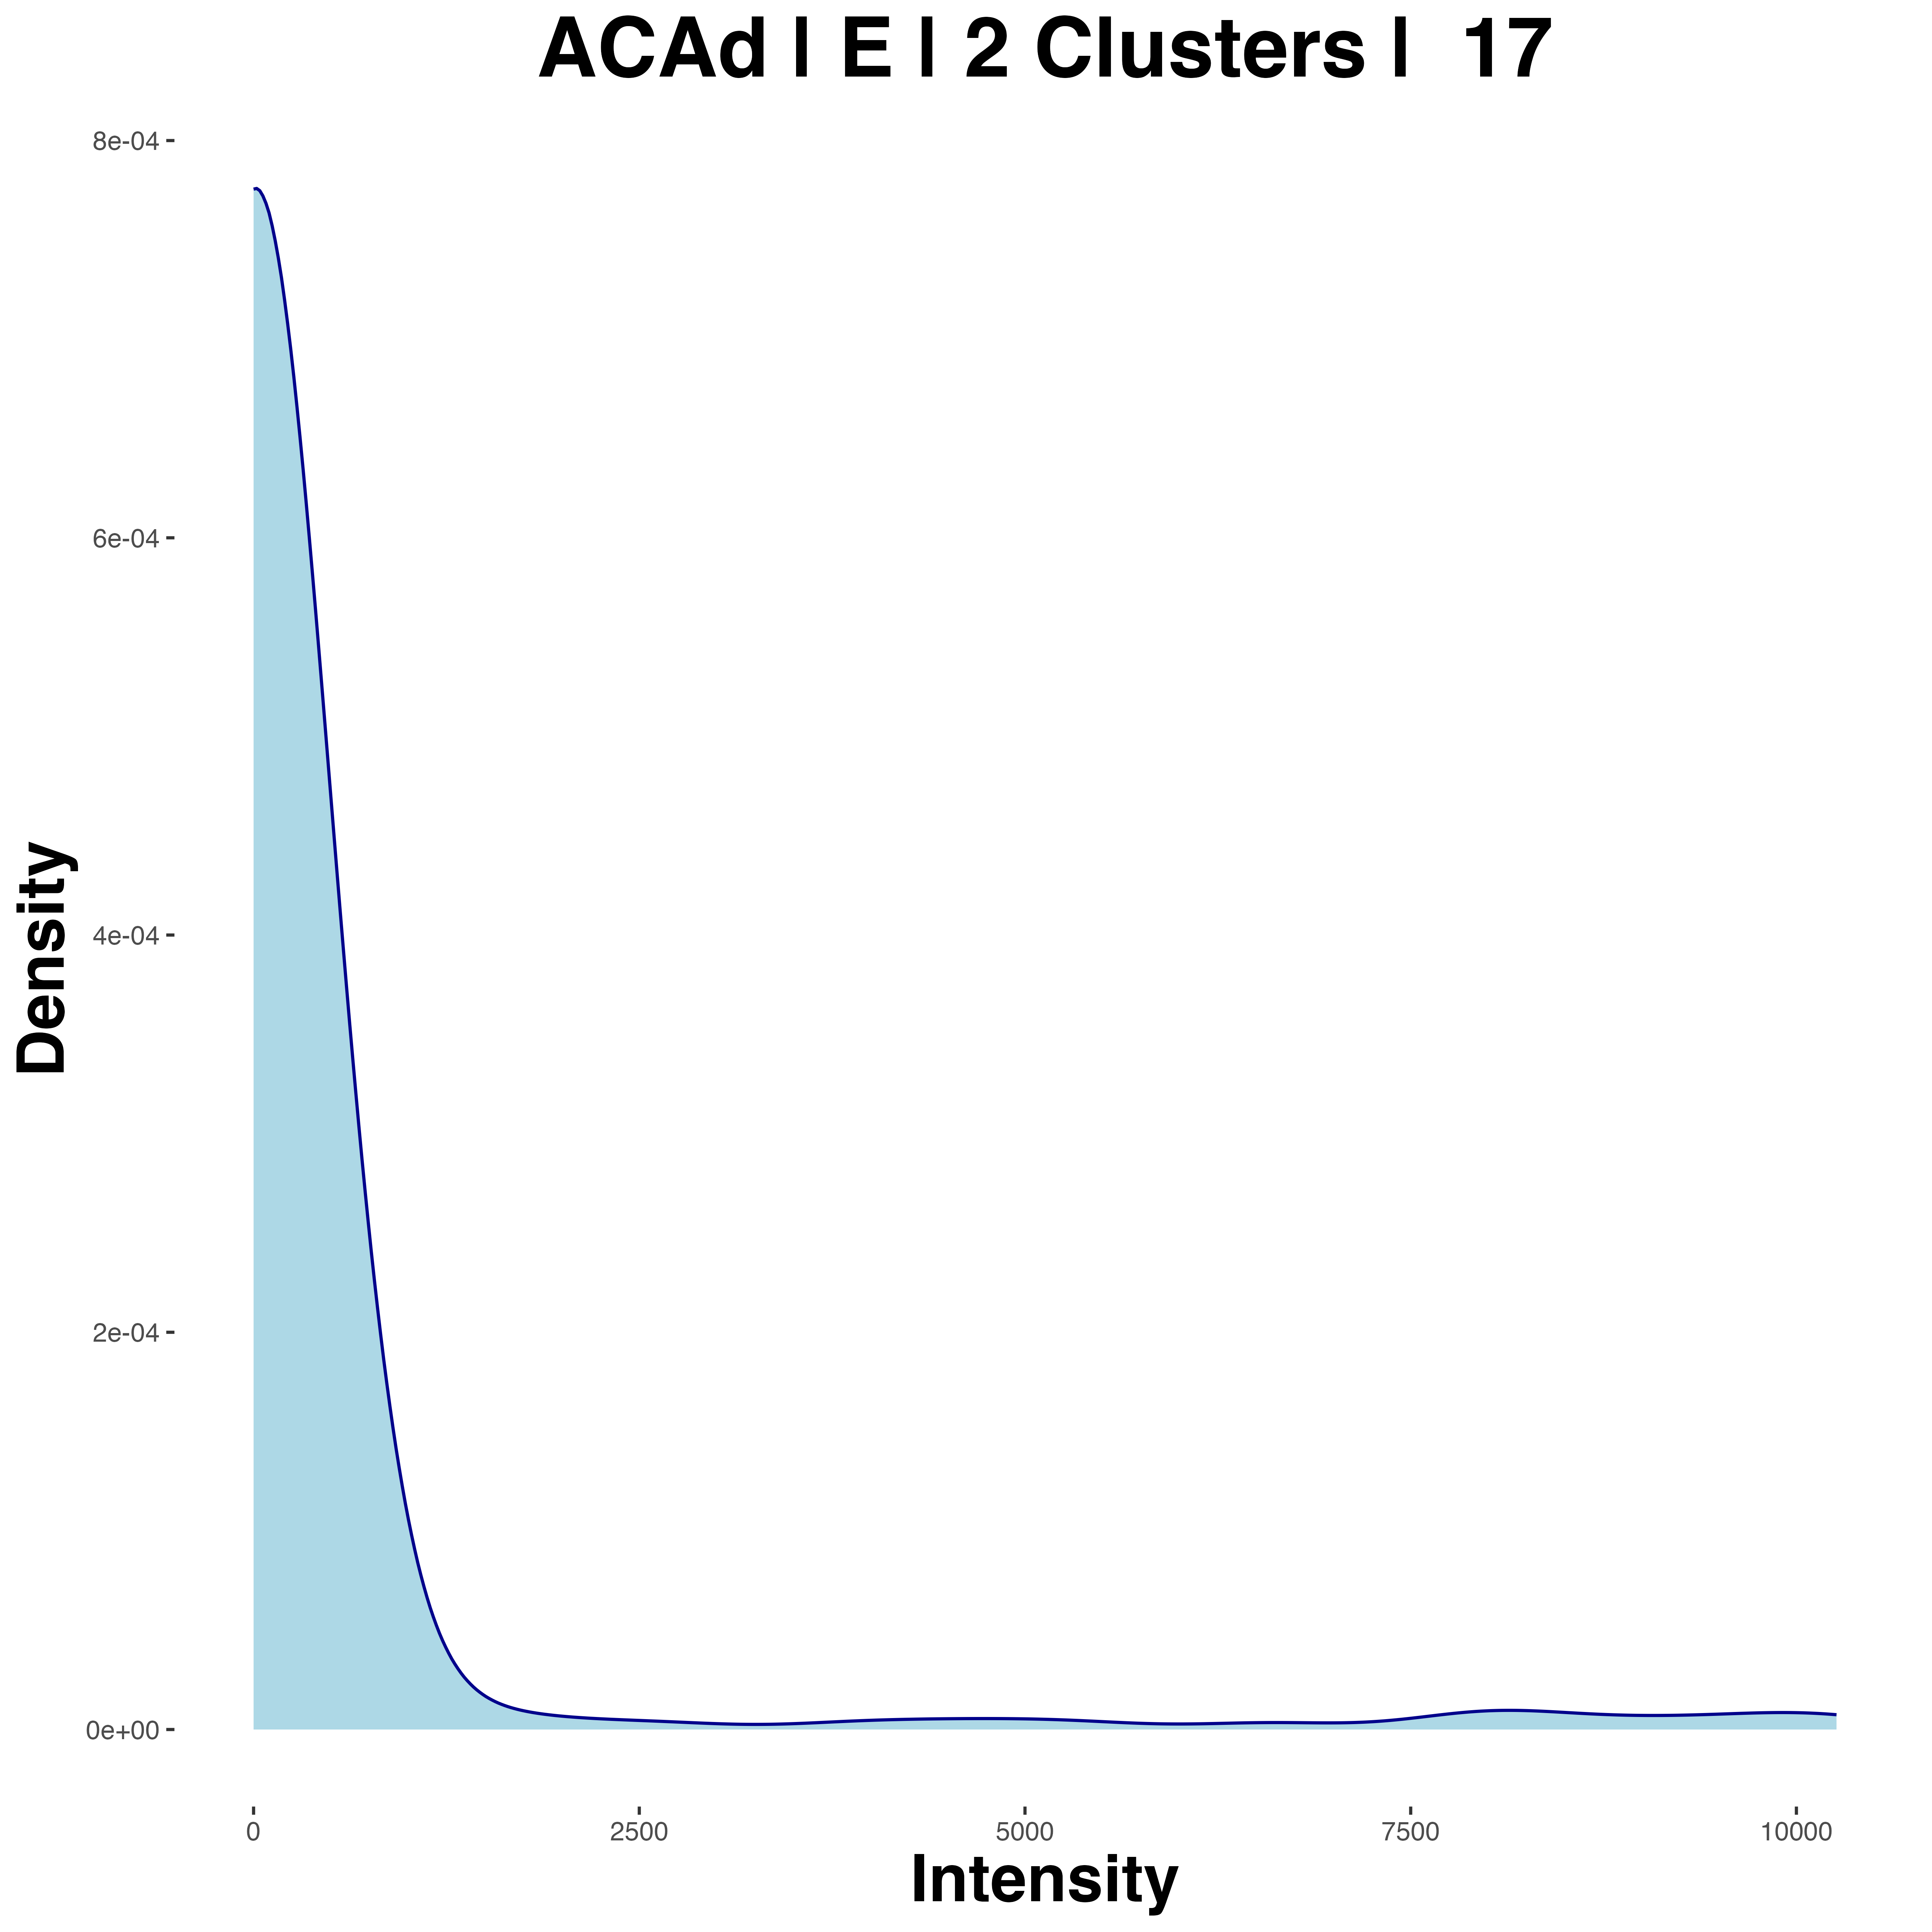 ACAd | E | 2 Clusters | 17
8e-04
6e-04
4e-04
2e-04
0e+00
Density
0
2500
5000
7500
10000
Intensity